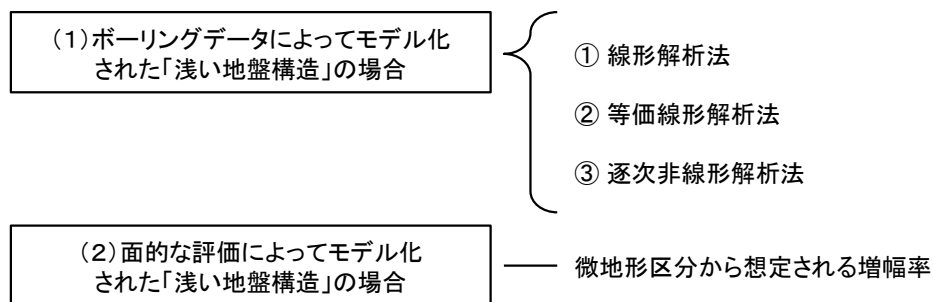 （1）ボーリングデータによってモデル化
された「浅い地盤構造」の場合
① 線形解析法
② 等価線形解析法
③ 逐次非線形解析法
（２）面的な評価によってモデル化
された「浅い地盤構造」の場合
微地形区分から想定される増幅率